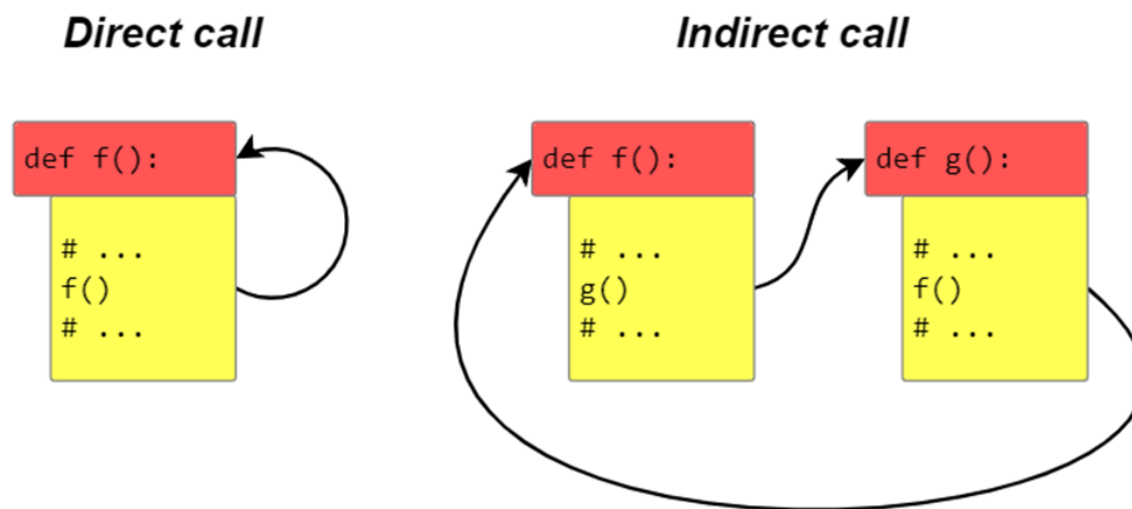 Direct call
def f():
# ...
f()
# ...
Indirect call
def f():
# ...
g()
# ...
def g():
# ...
f()
# ...